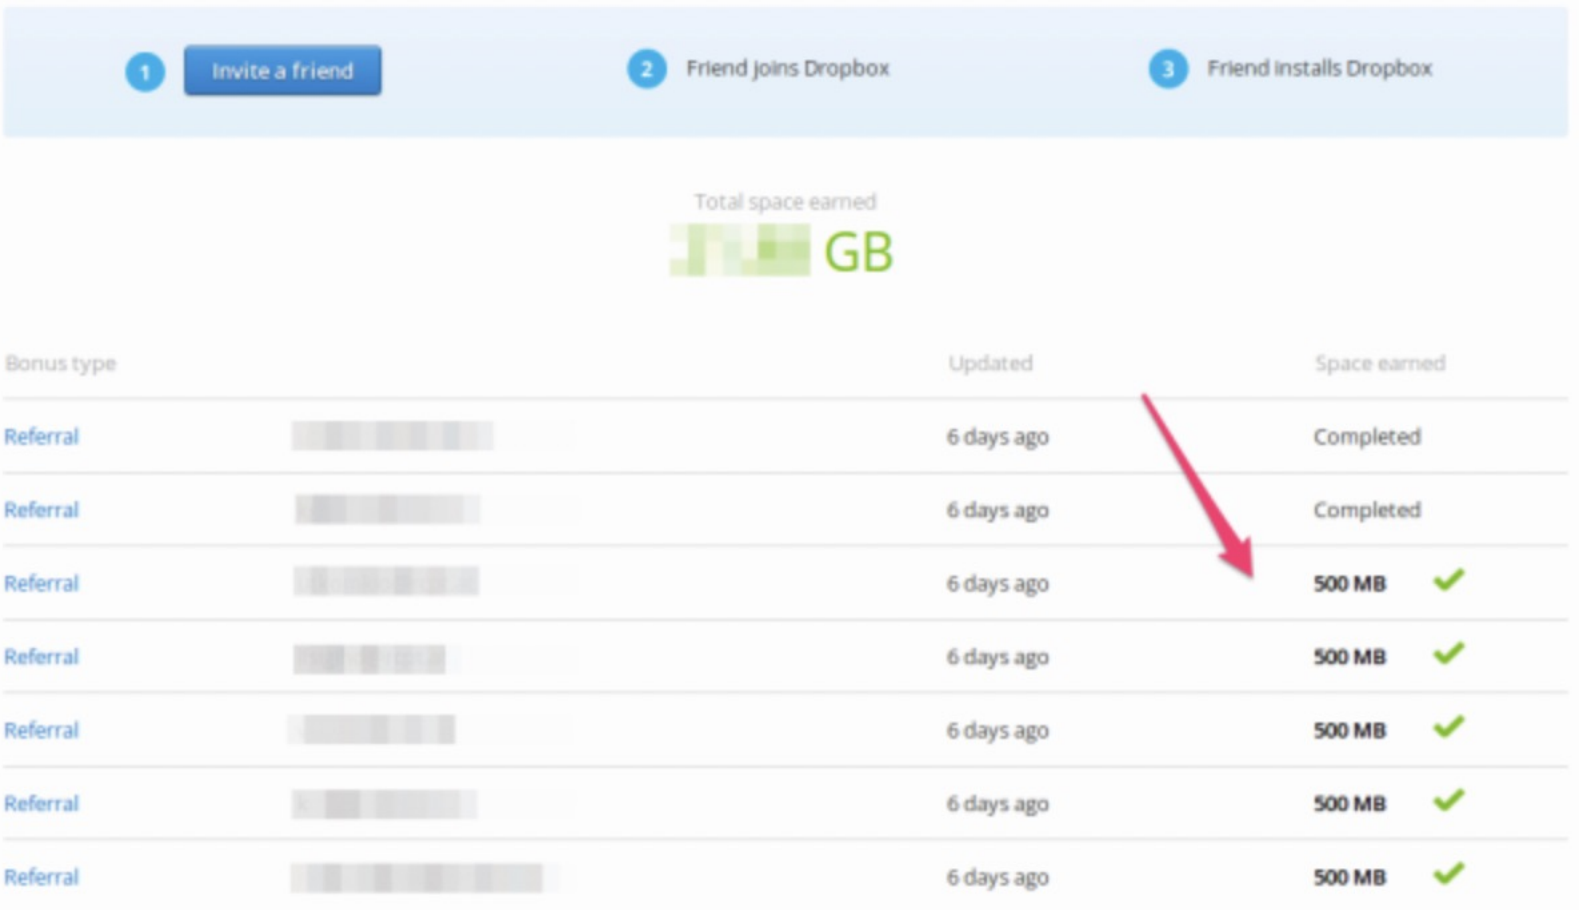 1 Invite a friend 2 Friend joins Dropbox 3 Friend installs Dropbox
Total space earned
GB
Bonus type Updated Space earned
Referral 6 days ago Completed
Referral 6 days ago Completed
Referral 6 days ago 500 MB
Referral 6 days ago 500 MB
Referral 6 days ago 500 MB
Referral 6 days ago 500 MB
Referral 6 days ago 500 MB